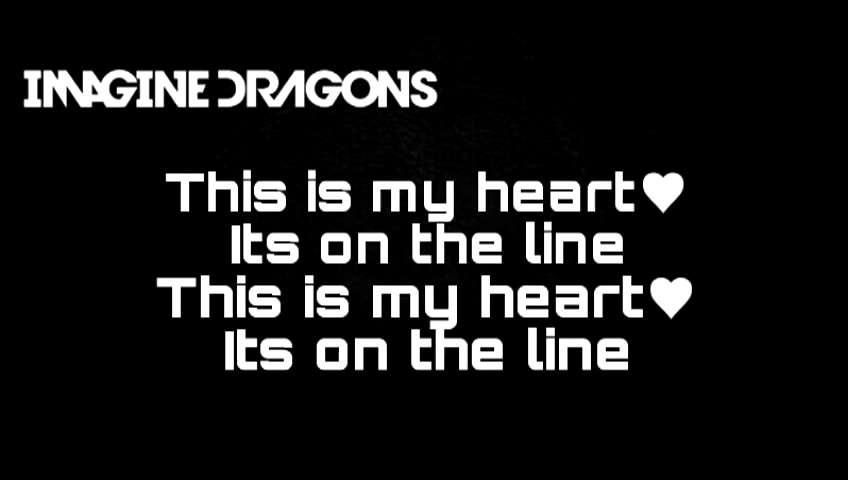 IMAGINE DRAGONS
This is my heart♥
Its on the line
This is my heart♥
Its on the line